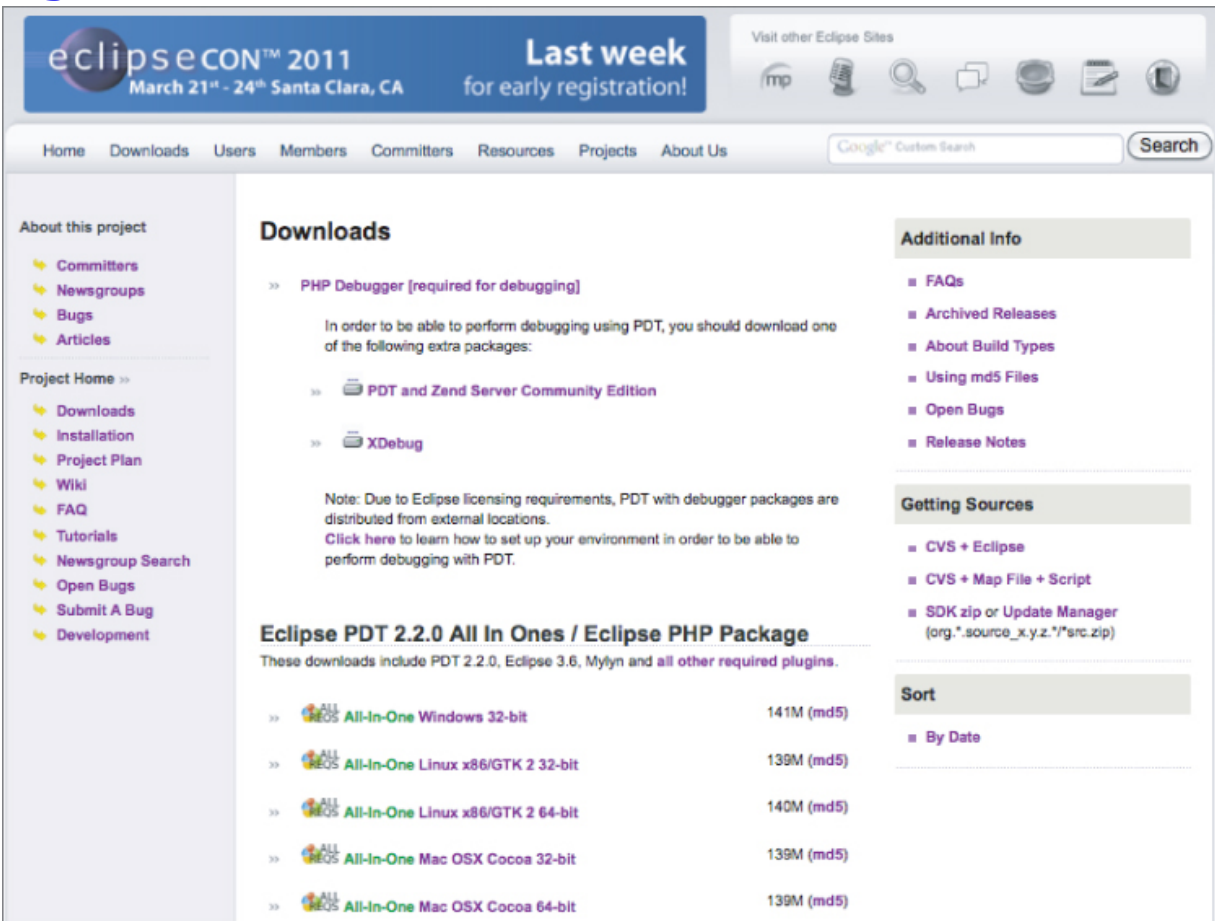 eclipseCON™ 2011
March 21st - 24th Santa Clara, CA
Last week
for early registration!
Visit other Eclipse Sites
mp
Home Downloads Users Members Committers Resources Projects About Us
Google™ Custom Search
Search
About this project
Committers
Newsgroups
Bugs
Articles
Project Home »
Downloads
Installation
Project Plan
Wiki
FAQ
Tutorials
Newsgroup Search
Open Bugs
Submit A Bug
Development
Downloads
» PHP Debugger [required for debugging]
In order to be able to perform debugging using PDT, you should download one
of the following extra packages:
» PDT and Zend Server Community Edition
» XDebug
Note: Due to Eclipse licensing requirements, PDT with debugger packages are
distributed from external locations.
Click here to learn how to set up your environment in order to be able to
perform debugging with PDT.
Eclipse PDT 2.2.0 All In Ones / Eclipse PHP Package
These downloads include PDT 2.2.0, Eclipse 3.6, Mylyn and all other required plugins.
» ALL REQS All-In-One Windows 32-bit 141M (md5)
» ALL REQS All-In-One Linux x86/GTK 2 32-bit 139M (md5)
» ALL REQS All-In-One Linux x86/GTK 2 64-bit 140M (md5)
» ALL REQS All-In-One Mac OSX Cocoa 32-bit 139M (md5)
» ALL REQS All-In-One Mac OSX Cocoa 64-bit 139M (md5)
Additional Info
FAQs
Archived Releases
About Build Types
Using md5 Files
Open Bugs
Release Notes
Getting Sources
CVS + Eclipse
CVS + Map File + Script
SDK zip or Update Manager
(org.*.source_x.y.z.*/*src.zip)
Sort
By Date